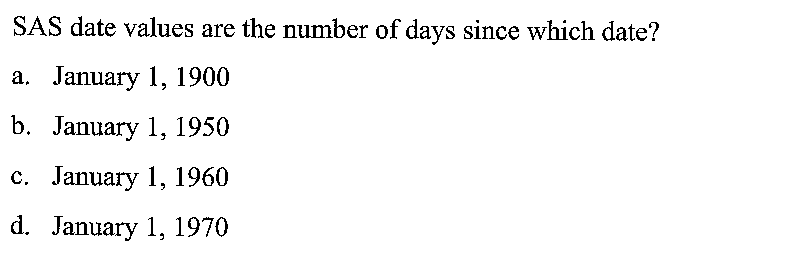 SAS date values are the number of days since which date?
a. January 1, 1900
b. January 1, 1950
c. January 1, 1960
d. January 1, 1970